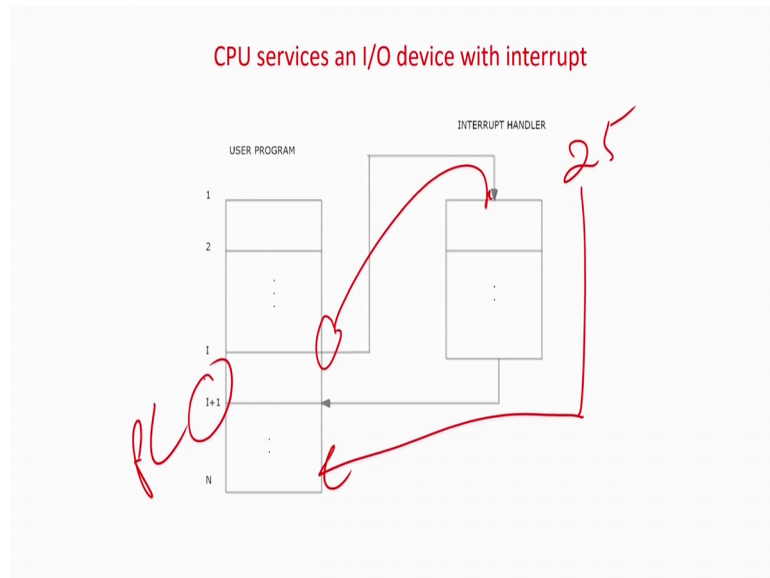 CPU services an I/O device with interrupt
INTERRUPT HANDLER
USER PROGRAM
25
1
2
I
I+1
PC
N